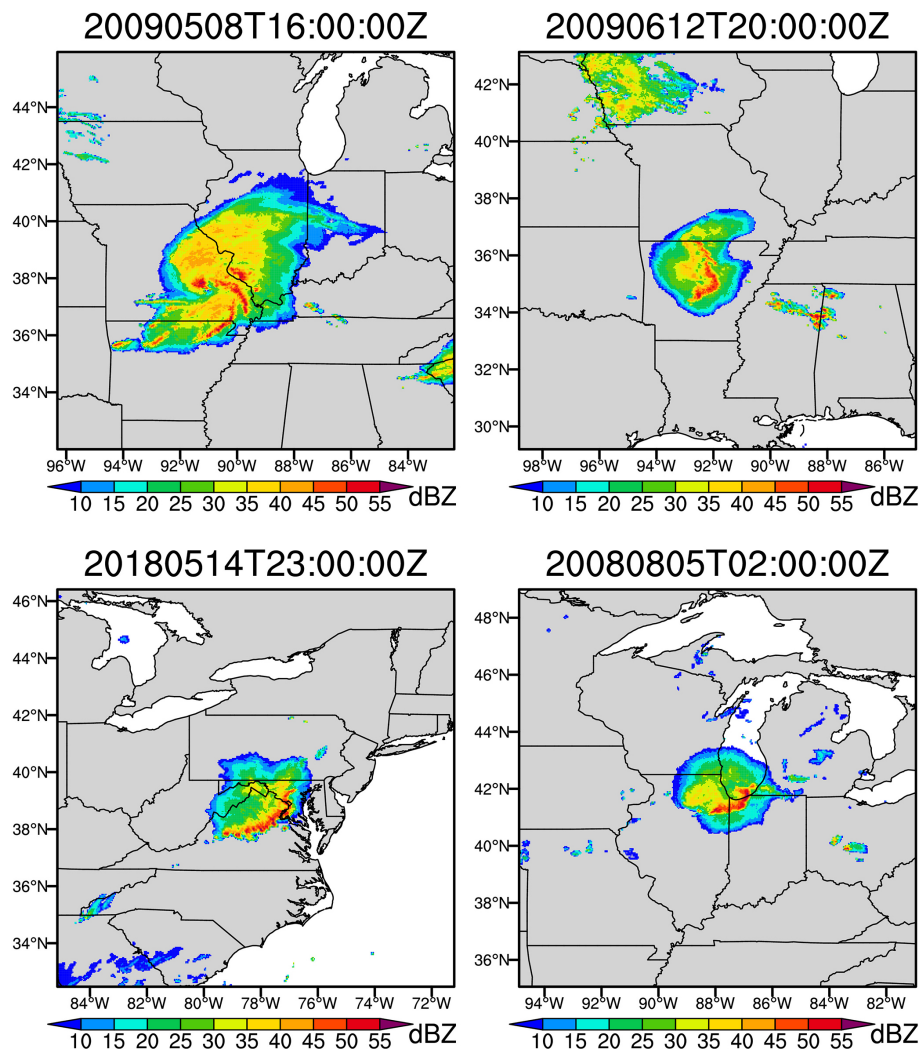 20090508T16:00:00Z
44°N
42°N
40°N
38°N
36°N
34°N
96°W 94°W 92°W 90°W 88°W 86°W 84°W
10 15 20 25 30 35 40 45 50 55 dBZ
20090612T20:00:00Z
42°N
40°N
38°N
36°N
34°N
32°N
30°N
98°W 96°W 94°W 92°W 90°W 88°W 86°W
10 15 20 25 30 35 40 45 50 55 dBZ
20180514T23:00:00Z
46°N
44°N
42°N
40°N
38°N
36°N
34°N
84°W 82°W 80°W 78°W 76°W 74°W 72°W
10 15 20 25 30 35 40 45 50 55 dBZ
20080805T02:00:00Z
48°N
46°N
44°N
42°N
40°N
38°N
36°N
94°W 92°W 90°W 88°W 86°W 84°W 82°W
10 15 20 25 30 35 40 45 50 55 dBZ